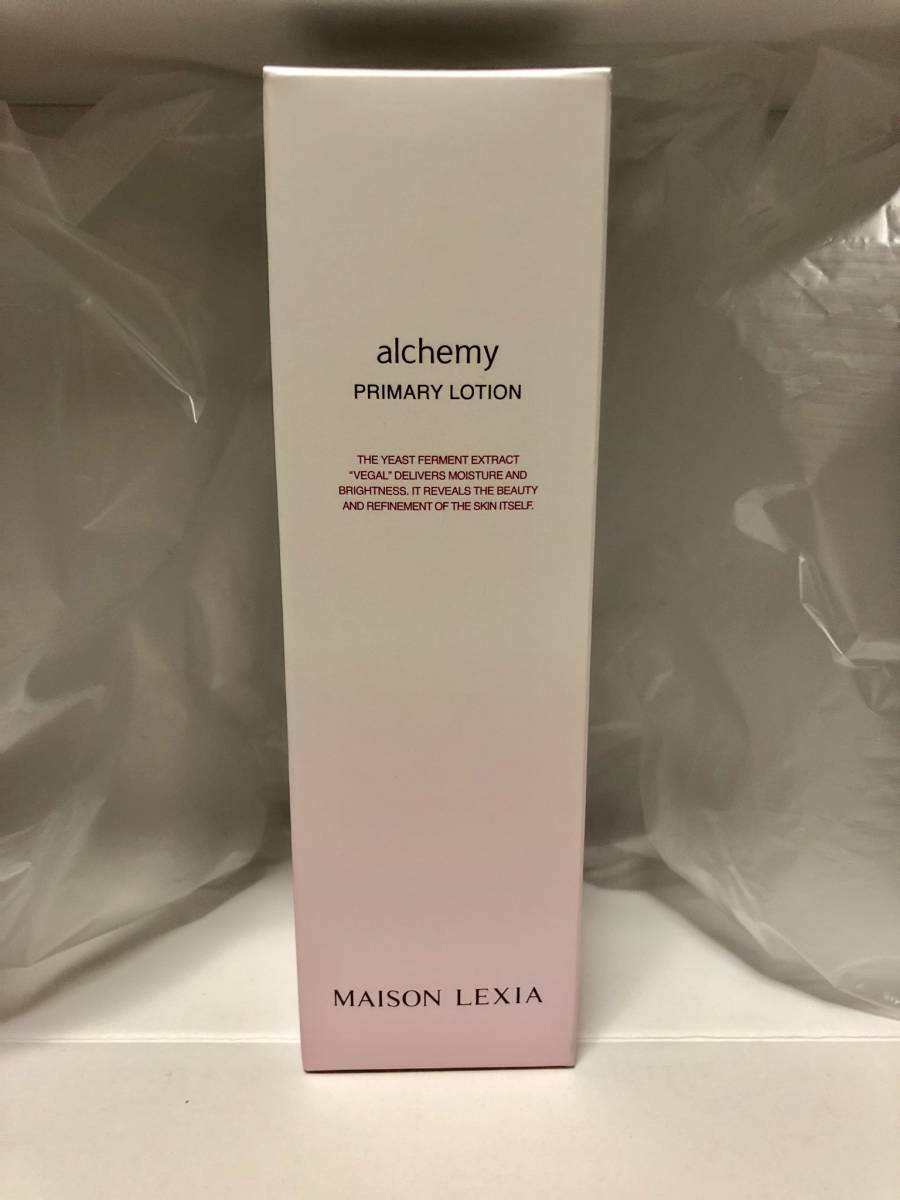 alchemy
PRIMARY LOTION
THE YEAST FERMENT EXTRACT
"VEGAL" DELIVERS MOISTURE AND
BRIGHTNESS. IT REVEALS THE BEAUTY
AND REFINEMENT OF THE SKIN ITSELF.
MAISON LEXIA